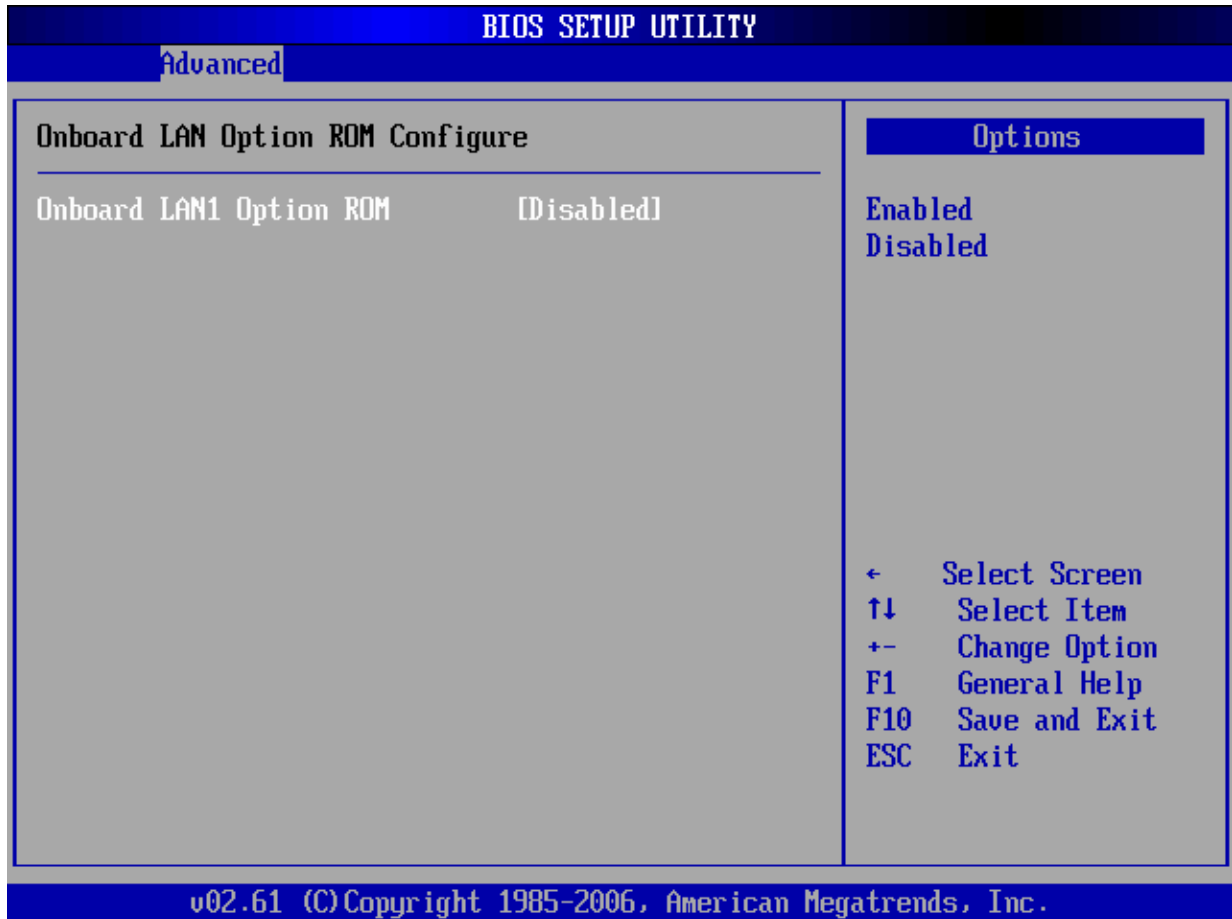 BIOS SETUP UTILITY
Advanced
Onboard LAN Option ROM Configure
Onboard LAN1 Option ROM [Disabled]
Options
Enabled
Disabled
← Select Screen
↑↓ Select Item
+- Change Option
F1 General Help
F10 Save and Exit
ESC Exit
v02.61 (C)Copyright 1985-2006, American Megatrends, Inc.